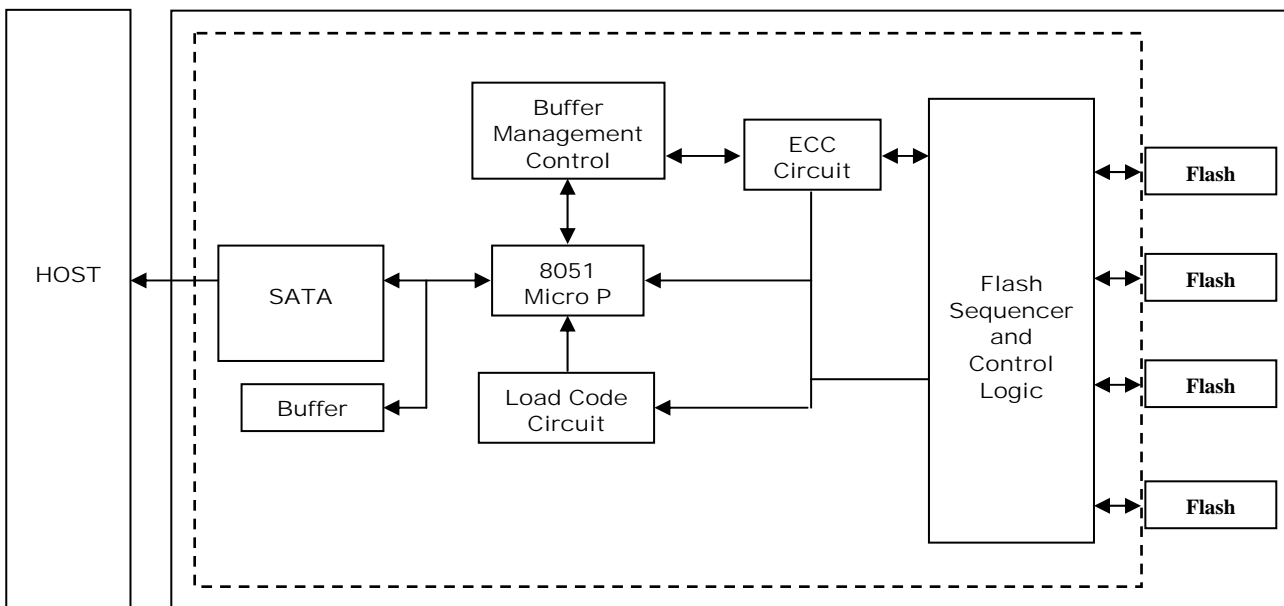 HOST
SATA
Buffer
Buffer
Management
Control
8051
Micro P
Load Code
Circuit
ECC
Circuit
Flash
Sequencer
and
Control
Logic
Flash
Flash
Flash
Flash